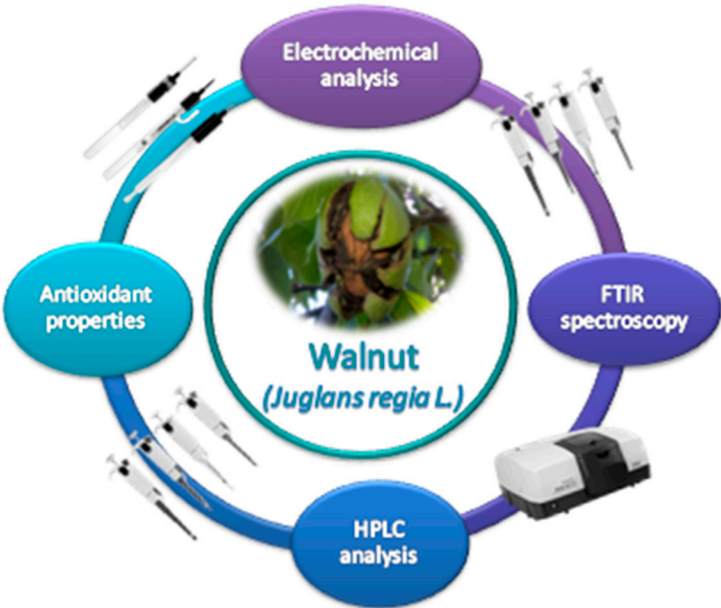 Electrochemical
analysis
Antioxidant
properties
FTIR
spectroscopy
Walnut
(Juglans regia L.)
HPLC
analysis